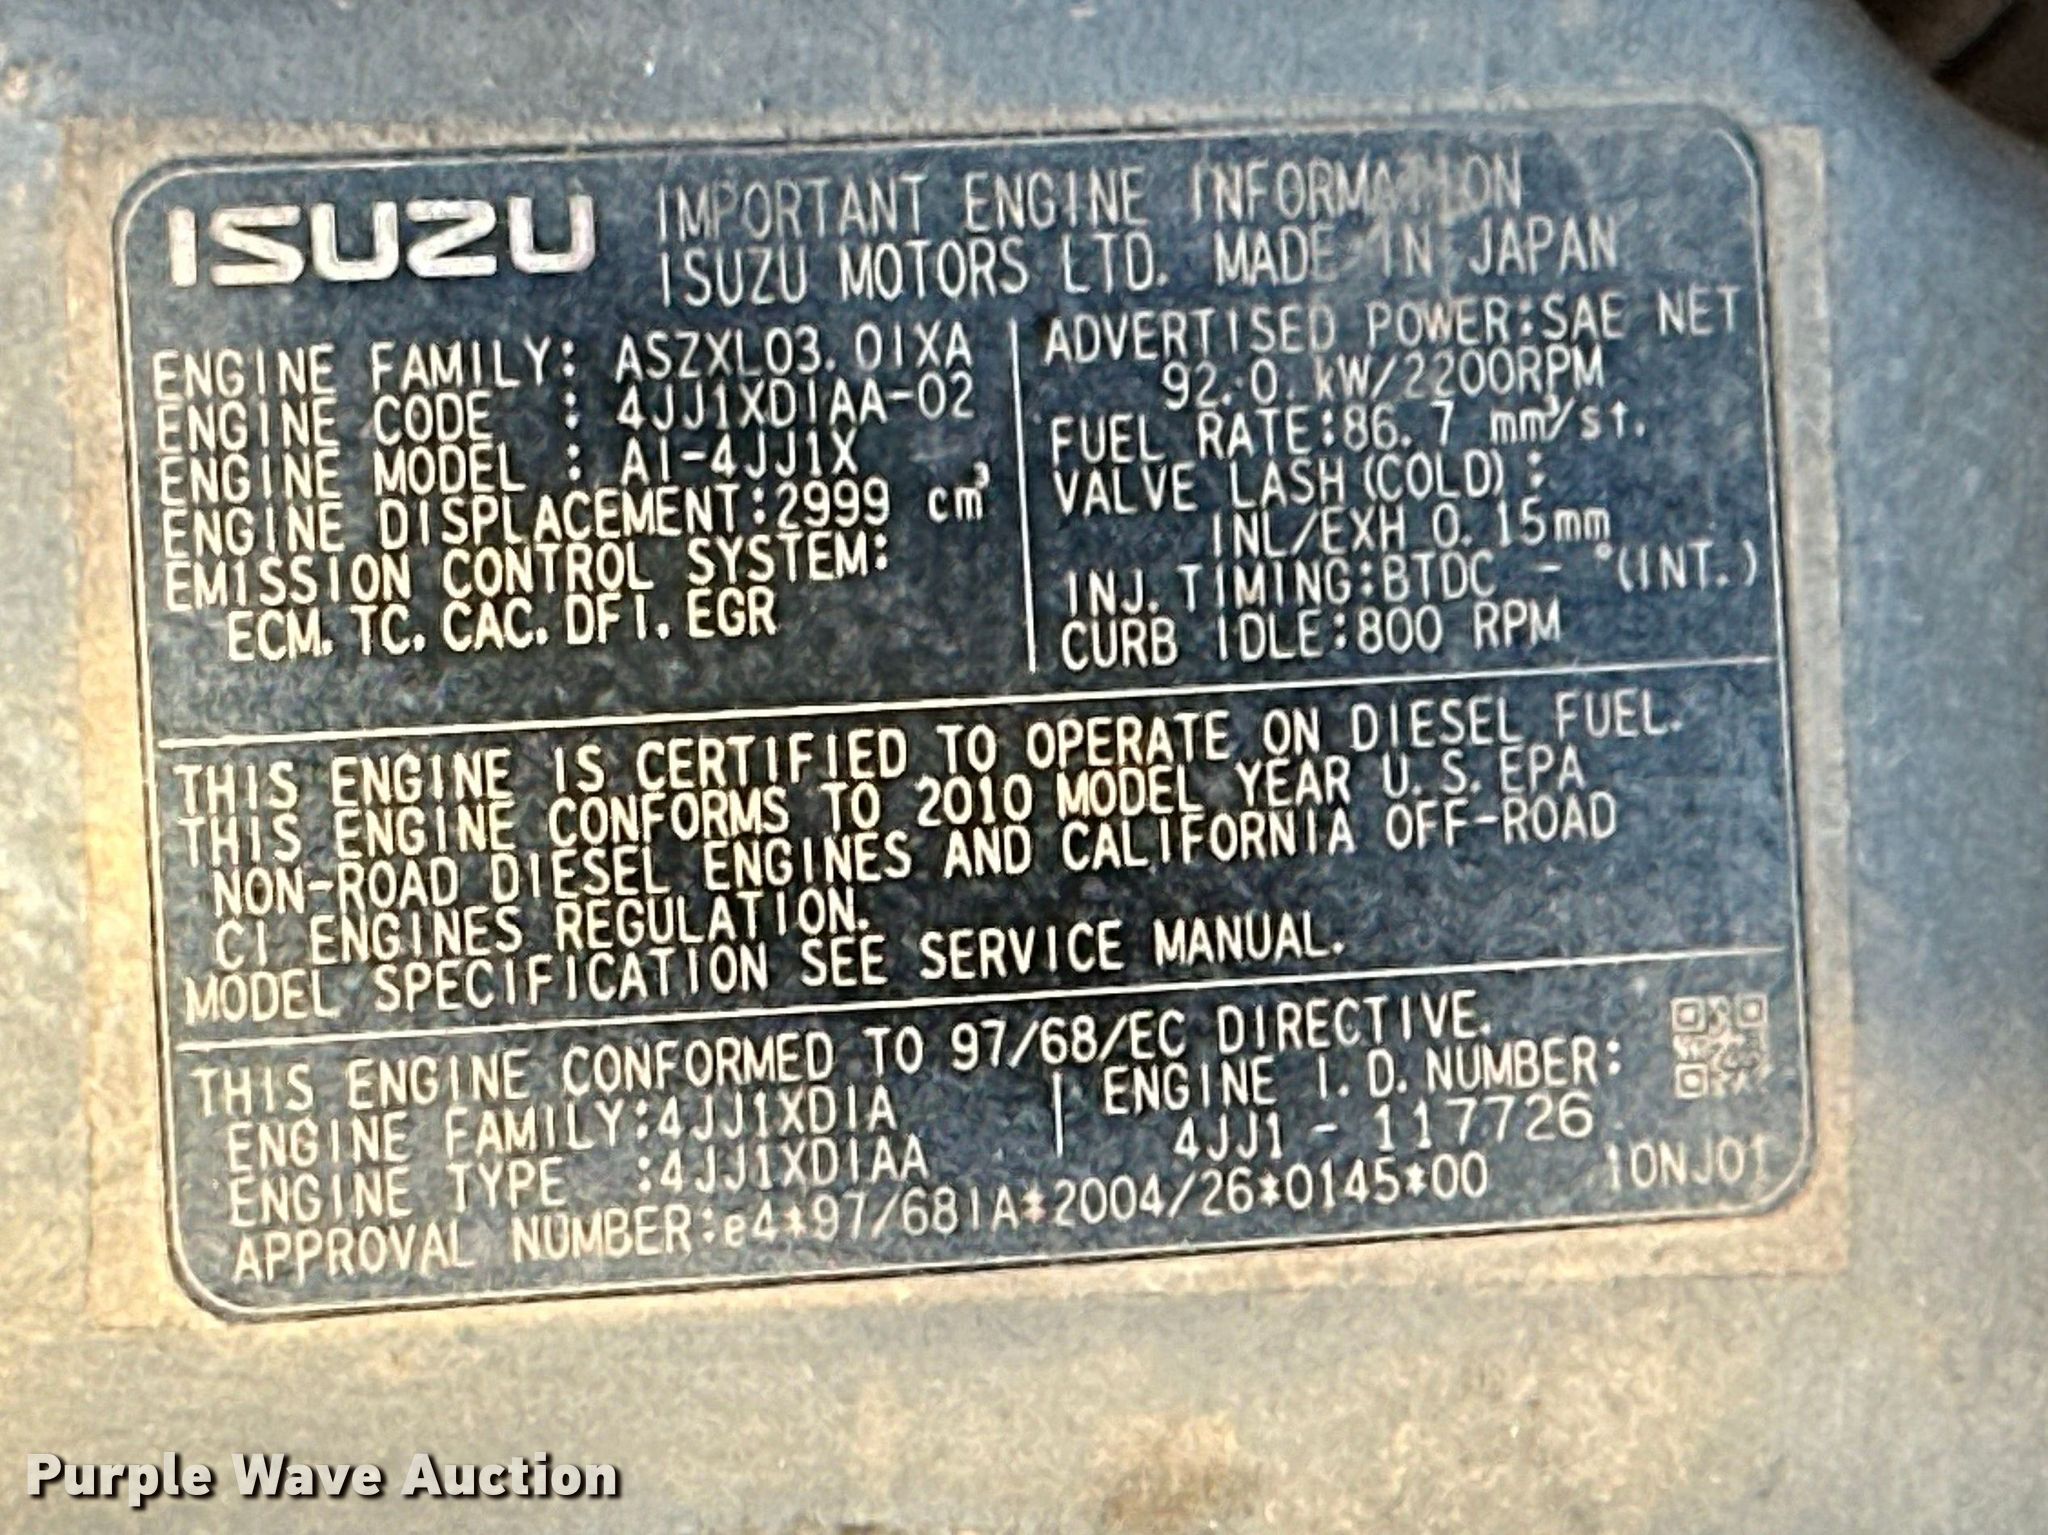 ISUZU
IMPORTANT ENGINE INFORMATION
ISUZU MOTORS LTD. MADE IN JAPAN
ENGINE FAMILY: ASZXL03.01XA
ENGINE CODE : 4JJ1XDIAA-02
ENGINE MODEL : AI-4JJ1X
ENGINE DISPLACEMENT:2999 cm³
EMISSION CONTROL SYSTEM:
ECM. TC. CAC. DFI. EGR
ADVERTISED POWER:SAE NET
92.0. kW/2200RPM
FUEL RATE:86.7 mm³/st.
VALVE LASH(COLD):
INL/EXH 0.15mm
INJ. TIMING:BTDC - °(INT.)
CURB IDLE:800 RPM
THIS ENGINE IS CERTIFIED TO OPERATE ON DIESEL FUEL.
THIS ENGINE CONFORMS TO 2010 MODEL YEAR U.S.EPA
NON-ROAD DIESEL ENGINES AND CALIFORNIA OFF-ROAD
CI ENGINES REGULATION.
MODEL SPECIFICATION SEE SERVICE MANUAL.
THIS ENGINE CONFORMED TO 97/68/EC DIRECTIVE.
ENGINE FAMILY:4JJ1XDIA
ENGINE TYPE :4JJ1XDIAA
ENGINE I.D.NUMBER:
4JJ1 - 117726
APPROVAL NUMBER:e4*97/68IA*2004/26*0145*00
10NJ01
Purple Wave Auction